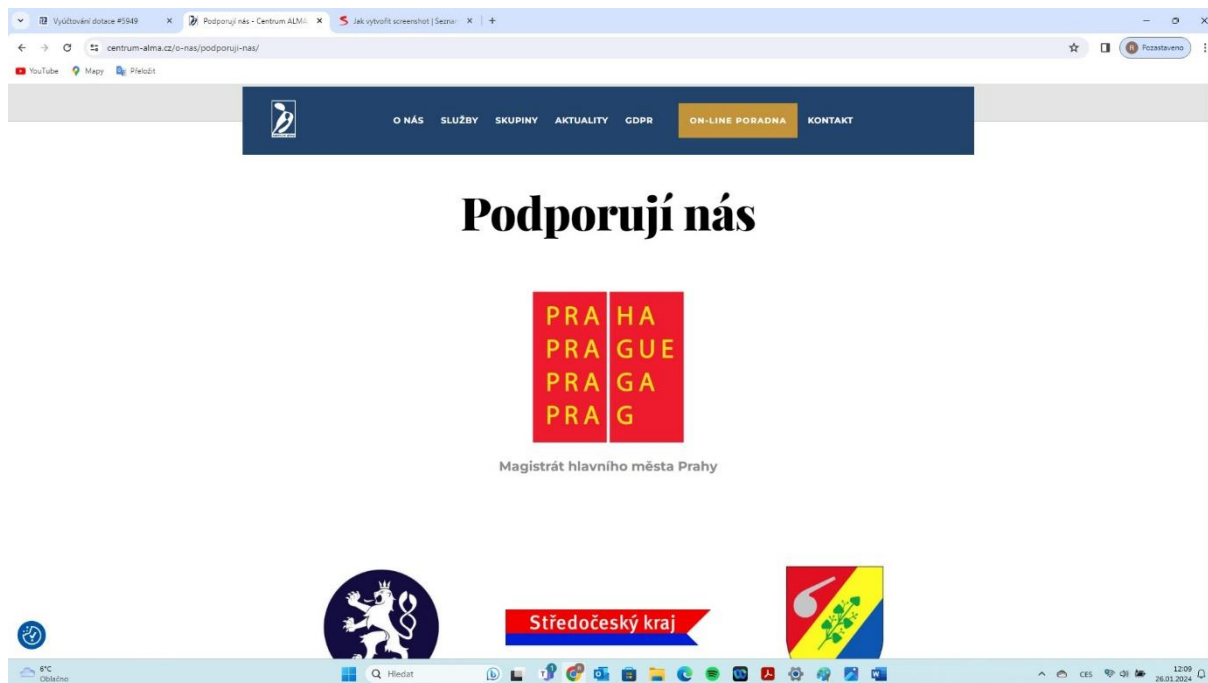 Vyúčtování dotace #5949
Podporují nás - Centrum ALMA
Jak vytvořit screenshot | Sezna
centrum-alma.cz/o-nas/podporuji-nas/
Pozastaveno
YouTube
Mapy
Přeložit
O NÁS SLUŽBY SKUPINY AKTUALITY GDPR ON-LINE PORADNA KONTAKT
Podporují nás
PRA HA
PRA GUE
PRA GA
PRA G
Magistrát hlavního města Prahy
Středočeský kraj
6°C
Oblačno
Hledat
CES
12:09
26.01.2024